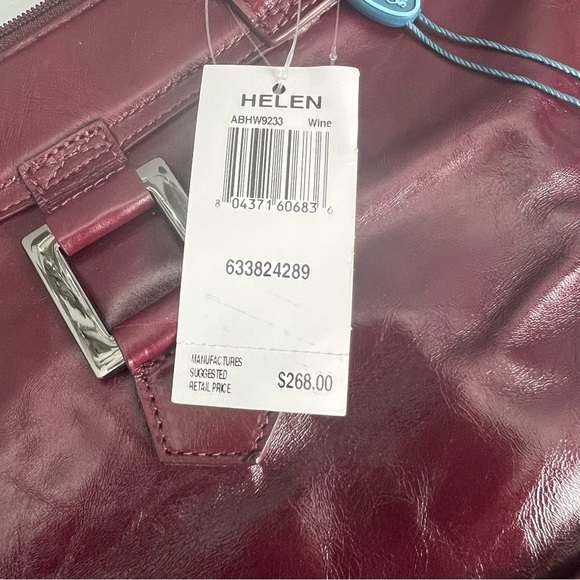 HELEN
ABHW9233 Wine
8 04371 60683 6
633824289
MANUFACTURES
SUGGESTED
RETAIL PRICE
$268.00